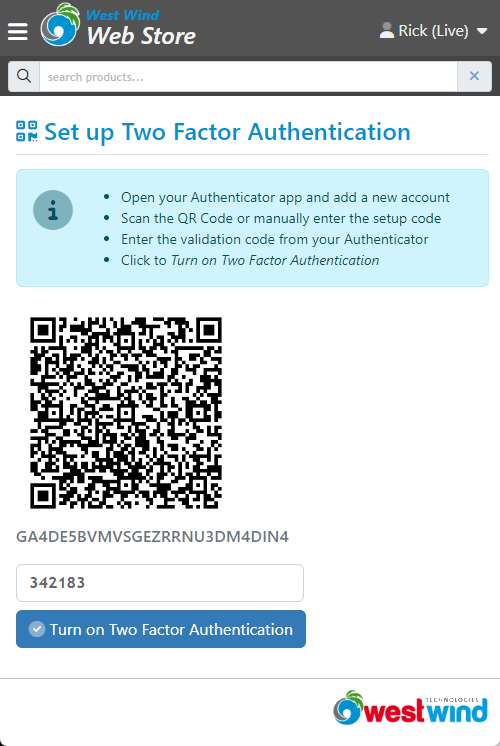 West Wind
Web Store
Rick (Live)
search products...
Set up Two Factor Authentication
Open your Authenticator app and add a new account
Scan the QR Code or manually enter the setup code
Enter the validation code from your Authenticator
Click to Turn on Two Factor Authentication
GA4DE5BVMVSGEZRRNU3DM4DIN4
342183
Turn on Two Factor Authentication
TECHNOLOGIES
westwind